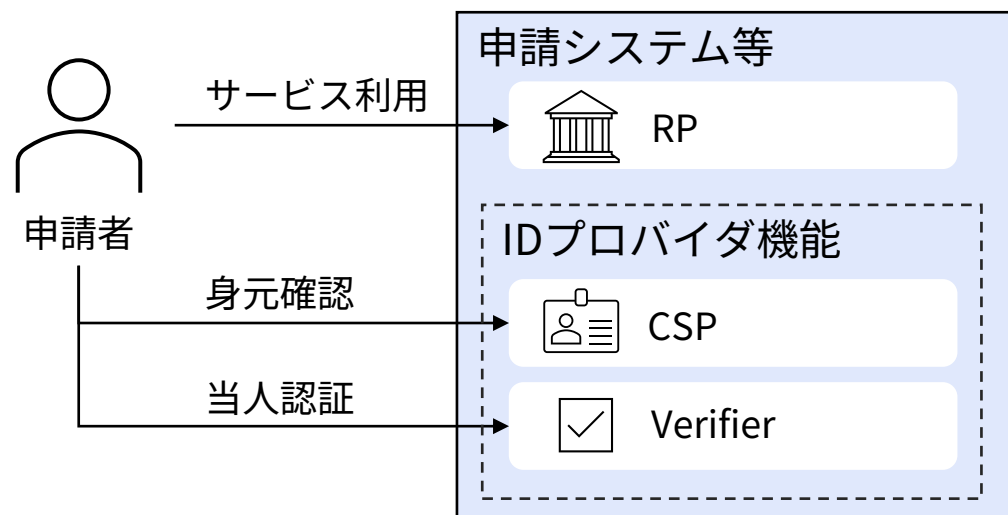 申請システム等
サービス利用
RP
申請者
IDプロバイダ機能
身元確認
CSP
当人認証
Verifier